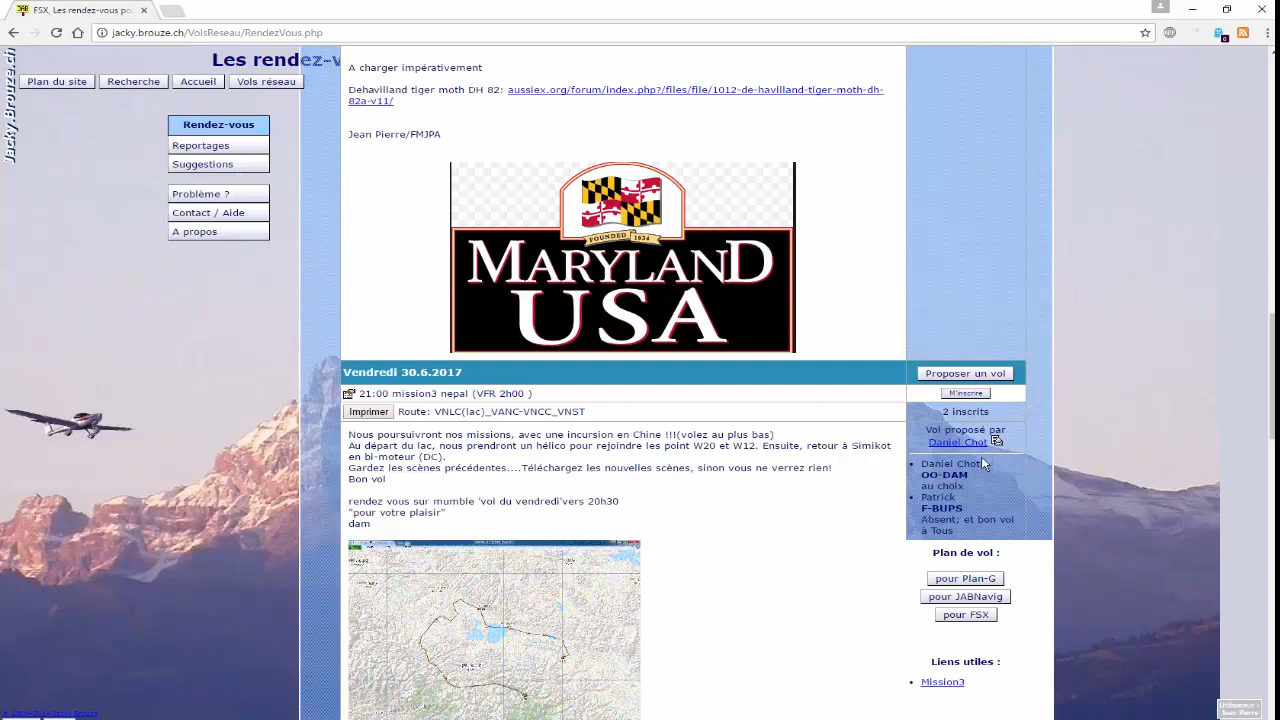 FSX, Les rendez-vous po
jacky.brouze.ch/VolsReseau/RendezVous.php
Jacky.Brouze.ch
Les rendez-v
Plan du site
Recherche
Accueil
Vols réseau
Rendez-vous
Reportages
Suggestions
Problème ?
Contact / Aide
A propos
A charger impérativement
Dehavilland tiger moth DH 82: aussiex.org/forum/index.php?/files/file/1012-de-havilland-tiger-moth-dh-
82a-v11/
Jean Pierre/FMJPA
FOUNDED 1634
MARYLAND
USA
Vendredi 30.6.2017
Proposer un vol
21:00 mission3 nepal (VFR 2h00 )
M'inscrire
Imprimer
Route: VNLC(lac)_VANC-VNCC_VNST
2 inscrits
Nous poursuivront nos missions, avec une incursion en Chine !!!(volez au plus bas)
Au départ du lac, nous prendront un hélico pour rejoindre les point W20 et W12. Ensuite, retour à Simikot
en bi-moteur (DC).
Gardez les scènes précédentes....Téléchargez les nouvelles scènes, sinon vous ne verrez rien!
Bon vol
rendez vous sur mumble 'vol du vendredi'vers 20h30
"pour votre plaisir"
dam
Vol proposé par
Daniel Chot
Daniel Chot
OO-DAM
au choix
Patrick
F-BUPS
Absent; et bon vol
à Tous
Plan de vol :
pour Plan-G
pour JABNavig
pour FSX
Liens utiles :
Mission3
Utilisateur :
Jean Pierre